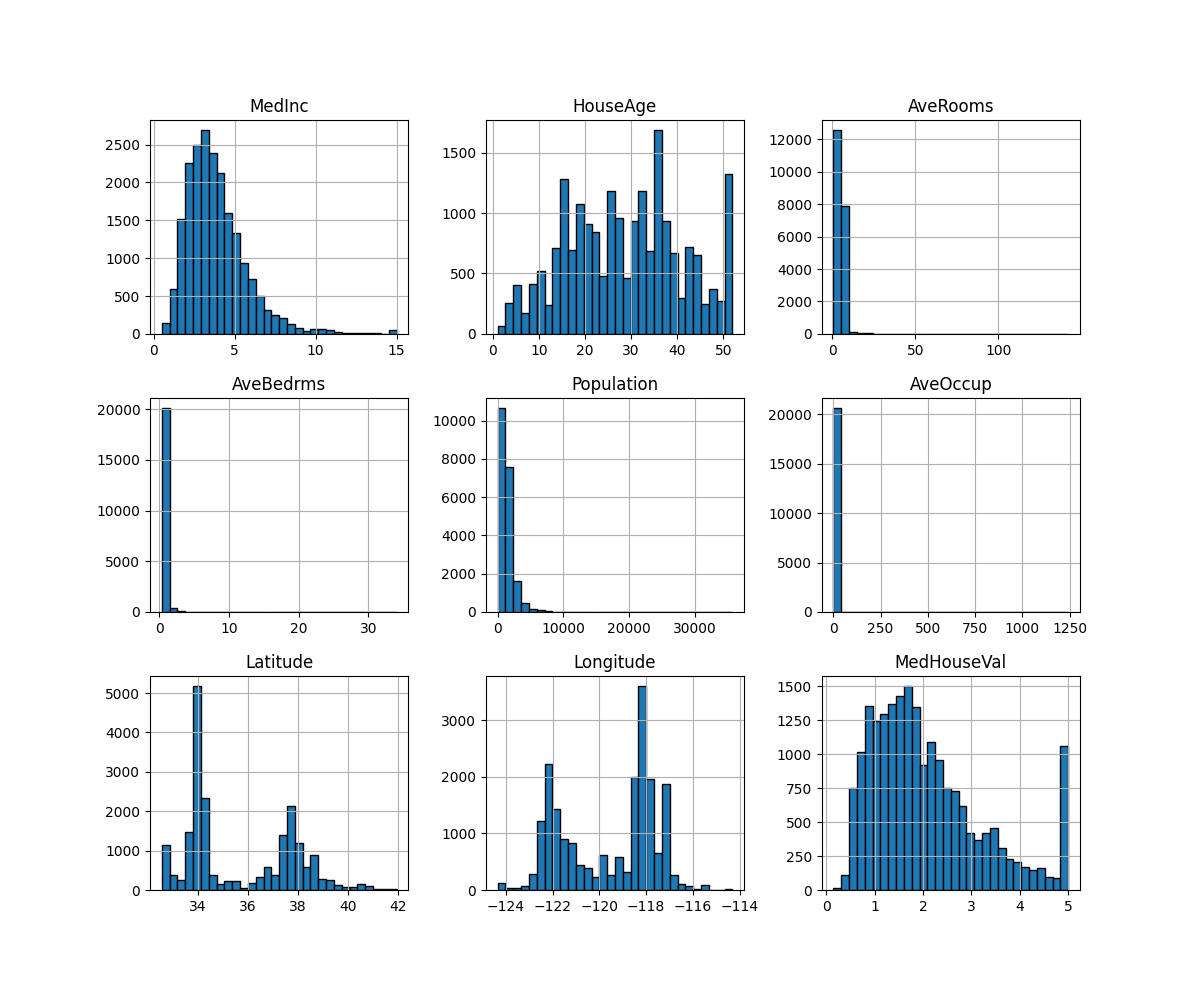 MedInc
HouseAge
AveRooms
2500
2000
1500
1000
500
0
0 5 10 15
1500
1000
500
0
0 10 20 30 40 50
12000
10000
8000
6000
4000
2000
0
0 50 100
AveBedrms
Population
AveOccup
20000
15000
10000
5000
0
0 10 20 30
10000
8000
6000
4000
2000
0
0 10000 20000 30000
20000
15000
10000
5000
0
0 250 500 750 1000 1250
Latitude
Longitude
MedHouseVal
5000
4000
3000
2000
1000
0
34 36 38 40 42
3000
2000
1000
0
−124 −122 −120 −118 −116 −114
1500
1250
1000
750
500
250
0
0 1 2 3 4 5